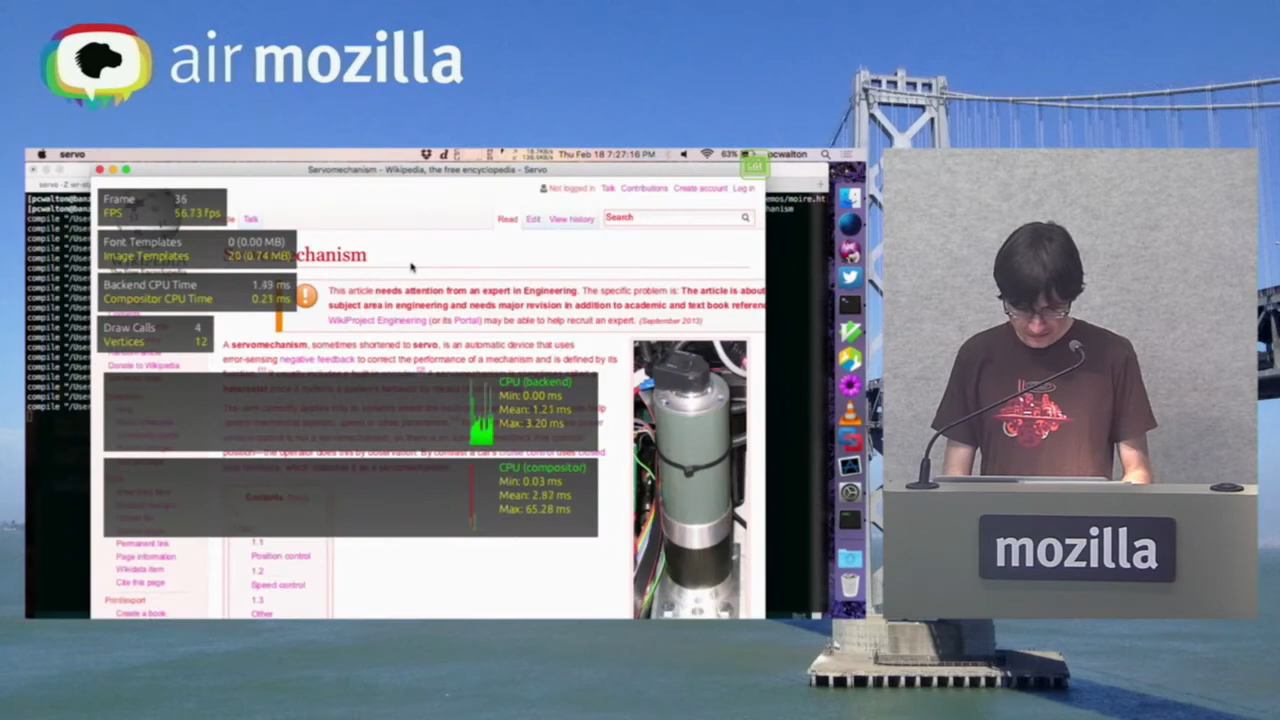 air mozilla
servo
Thu Feb 18 7:27:16 PM
63%
pcwalton
Servomechanism - Wikipedia, the free encyclopedia - Servo
Not logged in Talk Contributions Create account Log in
Frame 36
FPS 56.73 fps
Talk
Read Edit View history
Search
Font Templates 0 (0.00 MB)
Image Templates 20 (0.74 MB)
chanism
Backend CPU Time 1.49 ms
Compositor CPU Time 0.21 ms
This article needs attention from an expert in Engineering. The specific problem is: The article is about
subject area in engineering and needs major revision in addition to academic and text book referen
WikiProject Engineering (or its Portal) may be able to help recruit an expert. (September 2013)
Draw Calls 4
Vertices 12
A servomechanism, sometimes shortened to servo, is an automatic device that uses
error-sensing negative feedback to correct the performance of a mechanism and is defined by its
Donate to Wikipedia
CPU (backend)
Min: 0.00 ms
Mean: 1.21 ms
Max: 3.20 ms
CPU (compositor)
Min: 0.03 ms
Mean: 2.82 ms
Max: 65.28 ms
Contents
1.1
Position control
1.2
Speed control
1.3
Other
Permanent link
Page information
Wikidata item
Cite this page
Print/export
Create a book
mozilla